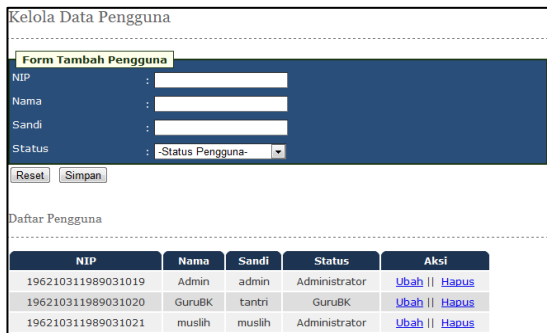 Kelola Data Pengguna
Form Tambah Pengguna
NIP :
Nama :
Sandi :
Status : -Status Pengguna-
Reset Simpan
Daftar Pengguna
NIP Nama Sandi Status Aksi
196210311989031019 Admin admin Administrator Ubah || Hapus
196210311989031020 GuruBK tantri GuruBK Ubah || Hapus
196210311989031021 muslih muslih Administrator Ubah || Hapus